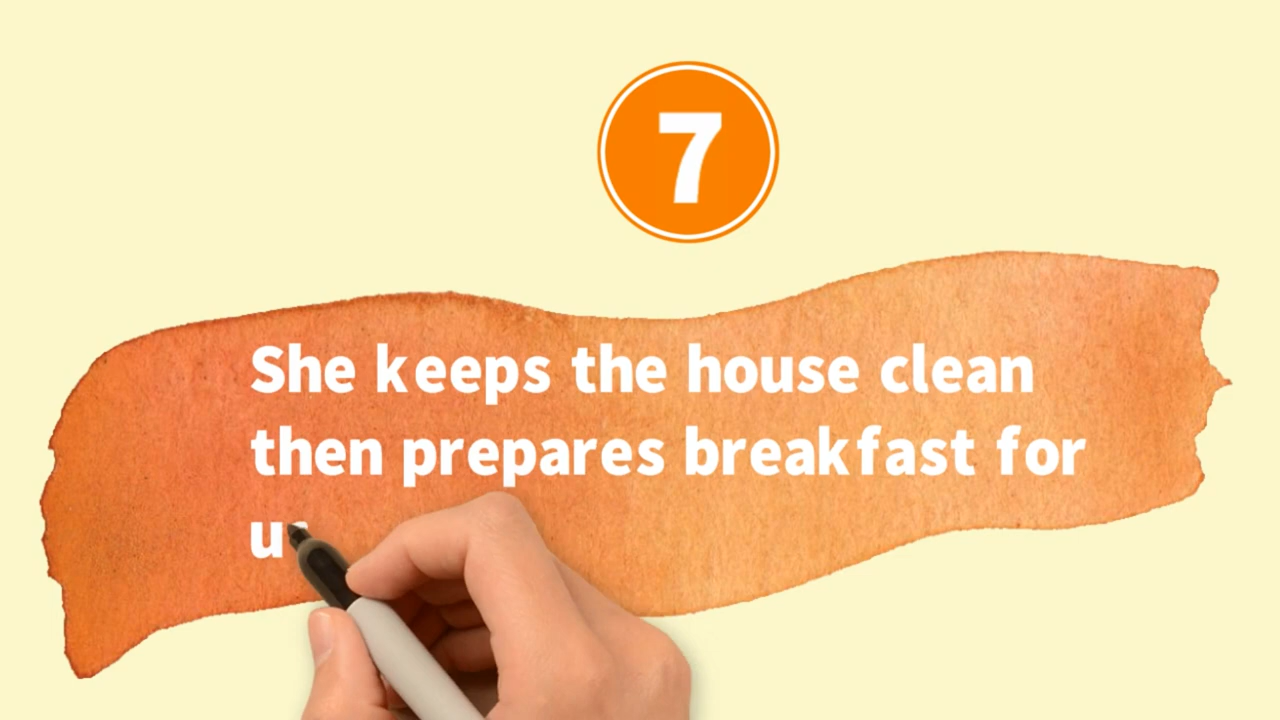 7
She keeps the house clean
then prepares breakfast for
u